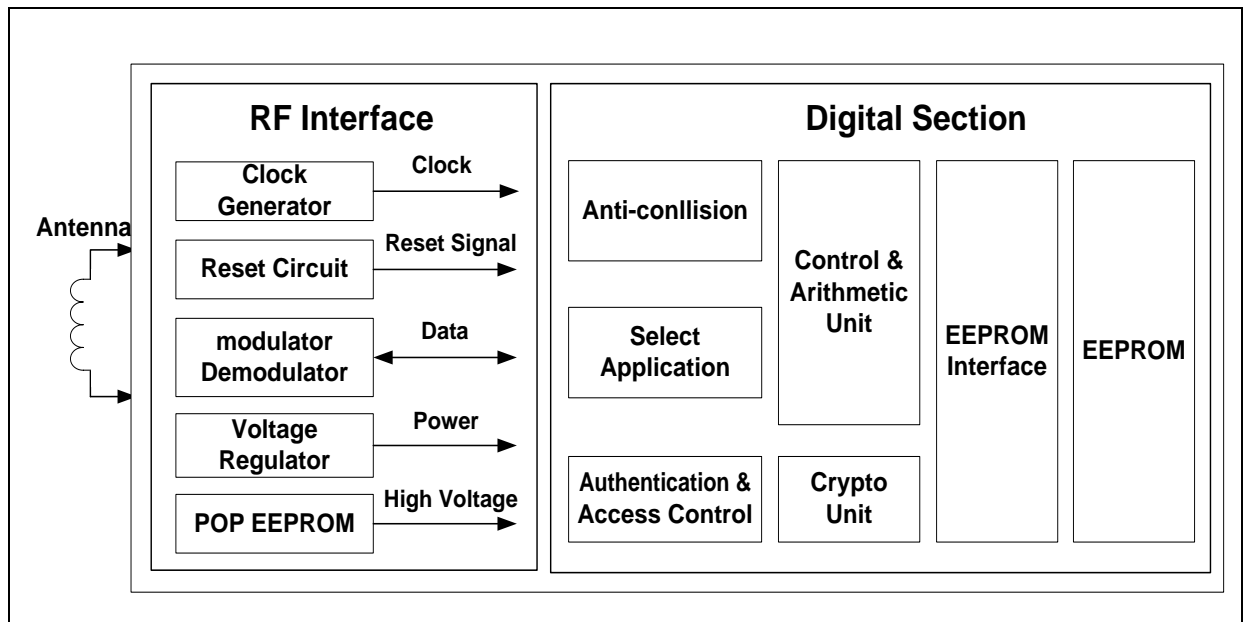 RF Interface
Digital Section
Antenna
Clock
Generator
Clock
Reset Circuit
Reset Signal
modulator
Demodulator
Data
Voltage
Regulator
Power
POP EEPROM
High Voltage
Anti-conllision
Select
Application
Authentication &
Access Control
Control &
Arithmetic
Unit
Crypto
Unit
EEPROM
Interface
EEPROM